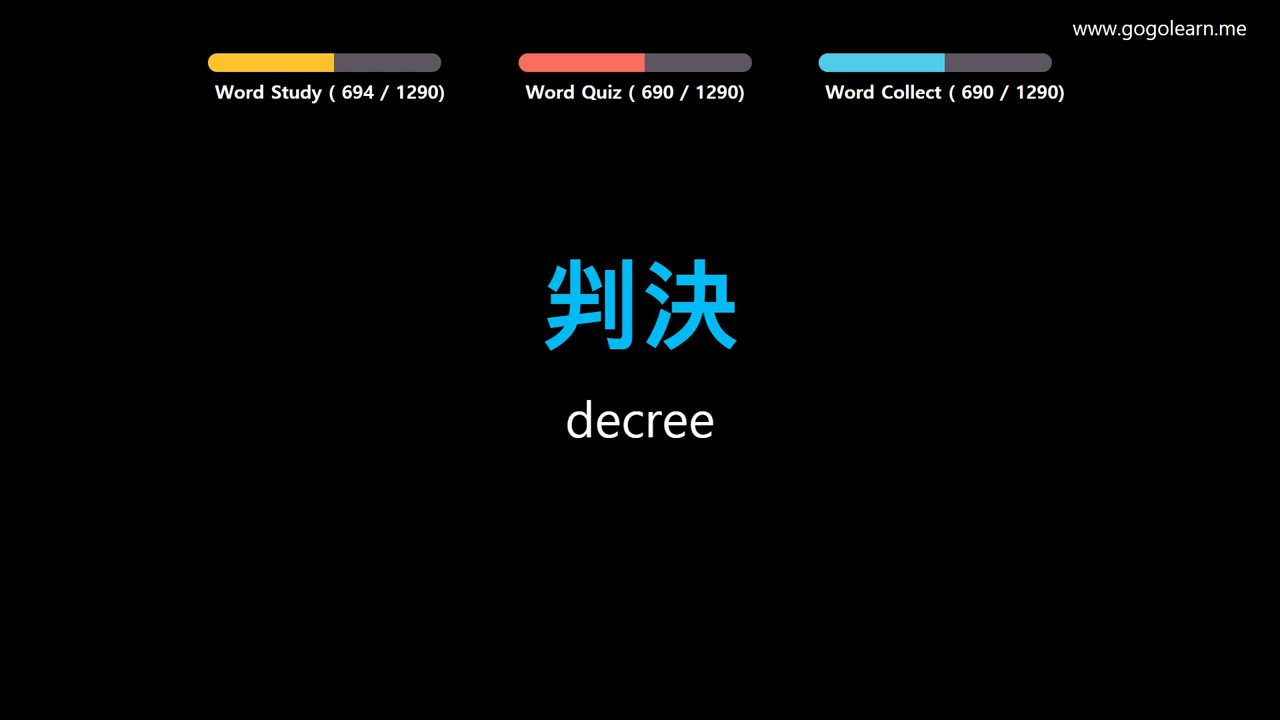 www.gogolearn.me
Word Study ( 694 / 1290)
Word Quiz ( 690 / 1290)
Word Collect ( 690 / 1290)
判決
decree